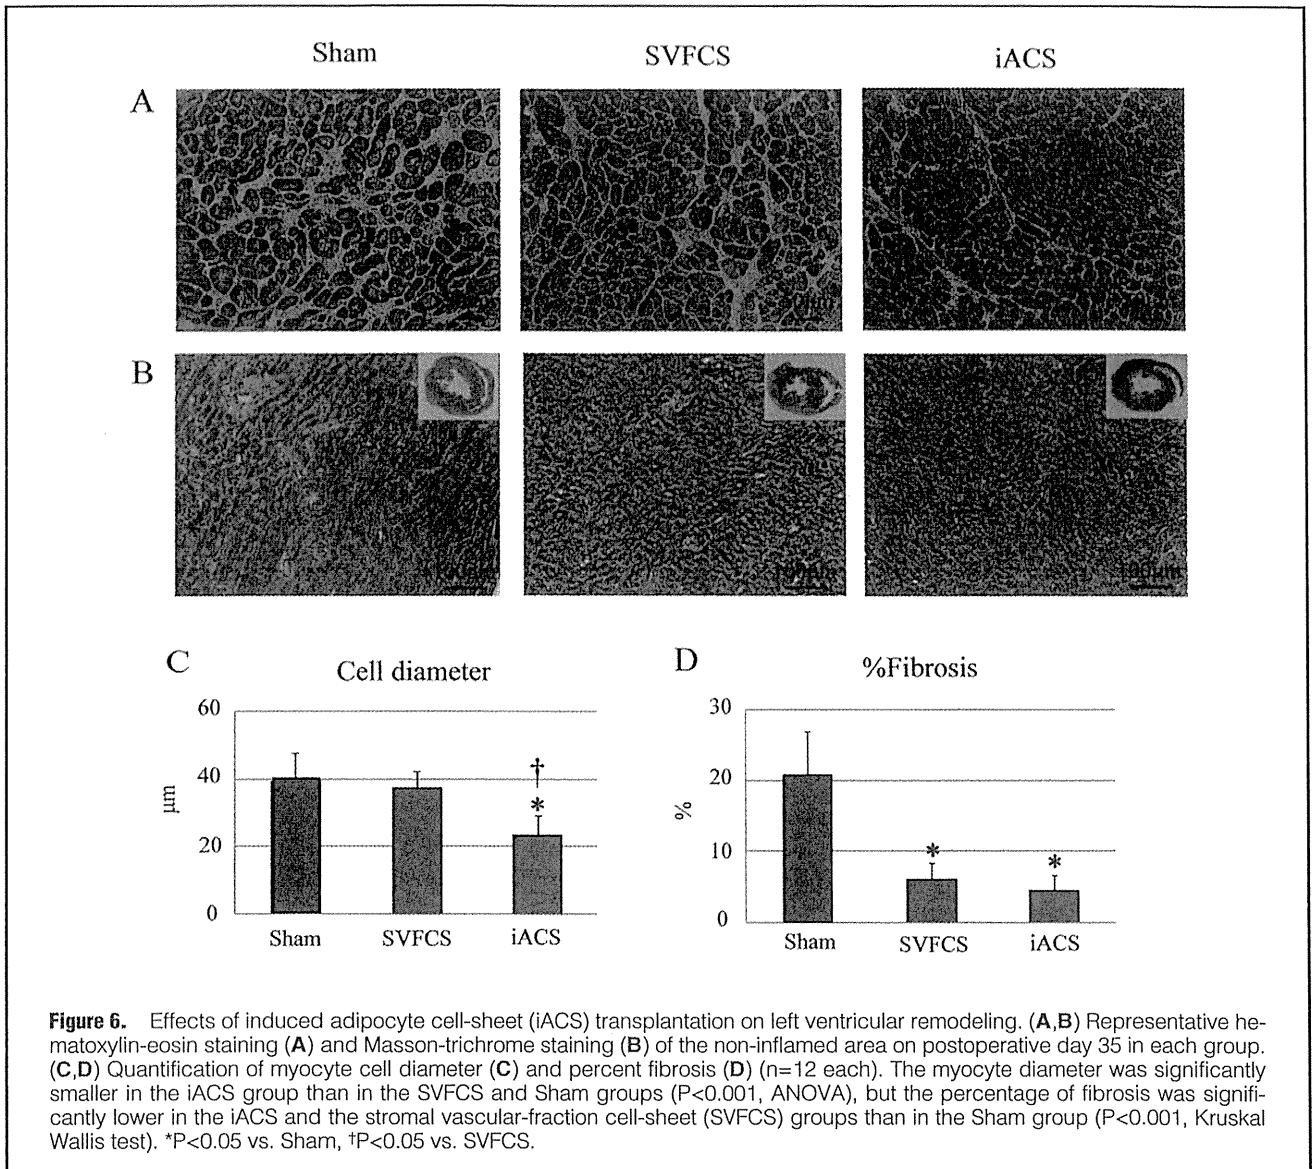 Sham SVFCS iACS
A
50μm
B
100μm 100μm
C Cell diameter
60
40
20
0
μm
†
*
Sham SVFCS iACS
D %Fibrosis
30
20
10
0
%
* *
Sham SVFCS iACS
Figure 6. Effects of induced adipocyte cell-sheet (iACS) transplantation on left ventricular remodeling. (A,B) Representative he-
matoxylin-eosin staining (A) and Masson-trichrome staining (B) of the non-inflamed area on postoperative day 35 in each group.
(C,D) Quantification of myocyte cell diameter (C) and percent fibrosis (D) (n=12 each). The myocyte diameter was significantly
smaller in the iACS group than in the SVFCS and Sham groups (P<0.001, ANOVA), but the percentage of fibrosis was signifi-
cantly lower in the iACS and the stromal vascular-fraction cell-sheet (SVFCS) groups than in the Sham group (P<0.001, Kruskal
Wallis test). *P<0.05 vs. Sham, †P<0.05 vs. SVFCS.